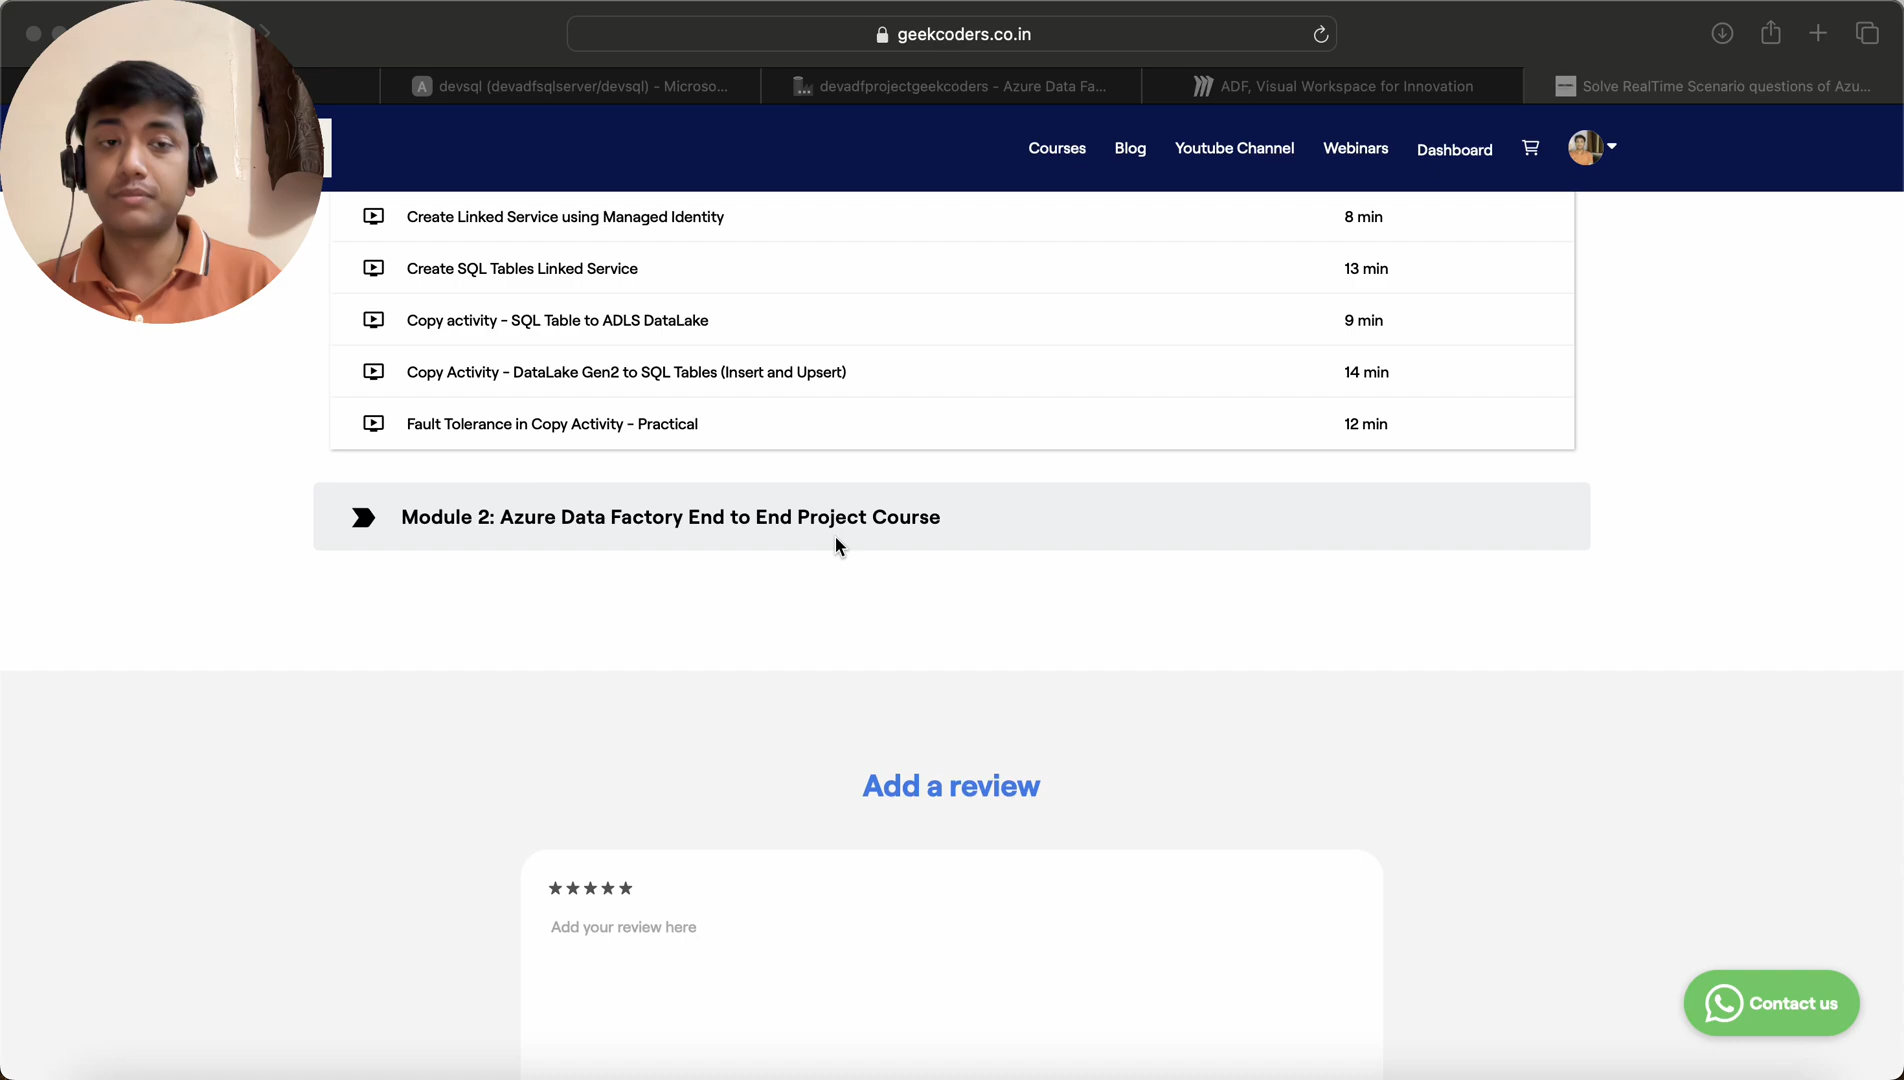 geekcoders.co.in
devsql (devadfsqlserver/devsql) - Microso...
devadfprojectgeekcoders - Azure Data Fa...
ADF, Visual Workspace for Innovation
Solve RealTime Scenario questions of Azu...
Courses
Blog
Youtube Channel
Webinars
Dashboard
Create Linked Service using Managed Identity 8 min
Create SQL Tables Linked Service 13 min
Copy activity - SQL Table to ADLS DataLake 9 min
Copy Activity - DataLake Gen2 to SQL Tables (Insert and Upsert) 14 min
Fault Tolerance in Copy Activity - Practical 12 min
Module 2: Azure Data Factory End to End Project Course
Add a review
Add your review here
Contact us